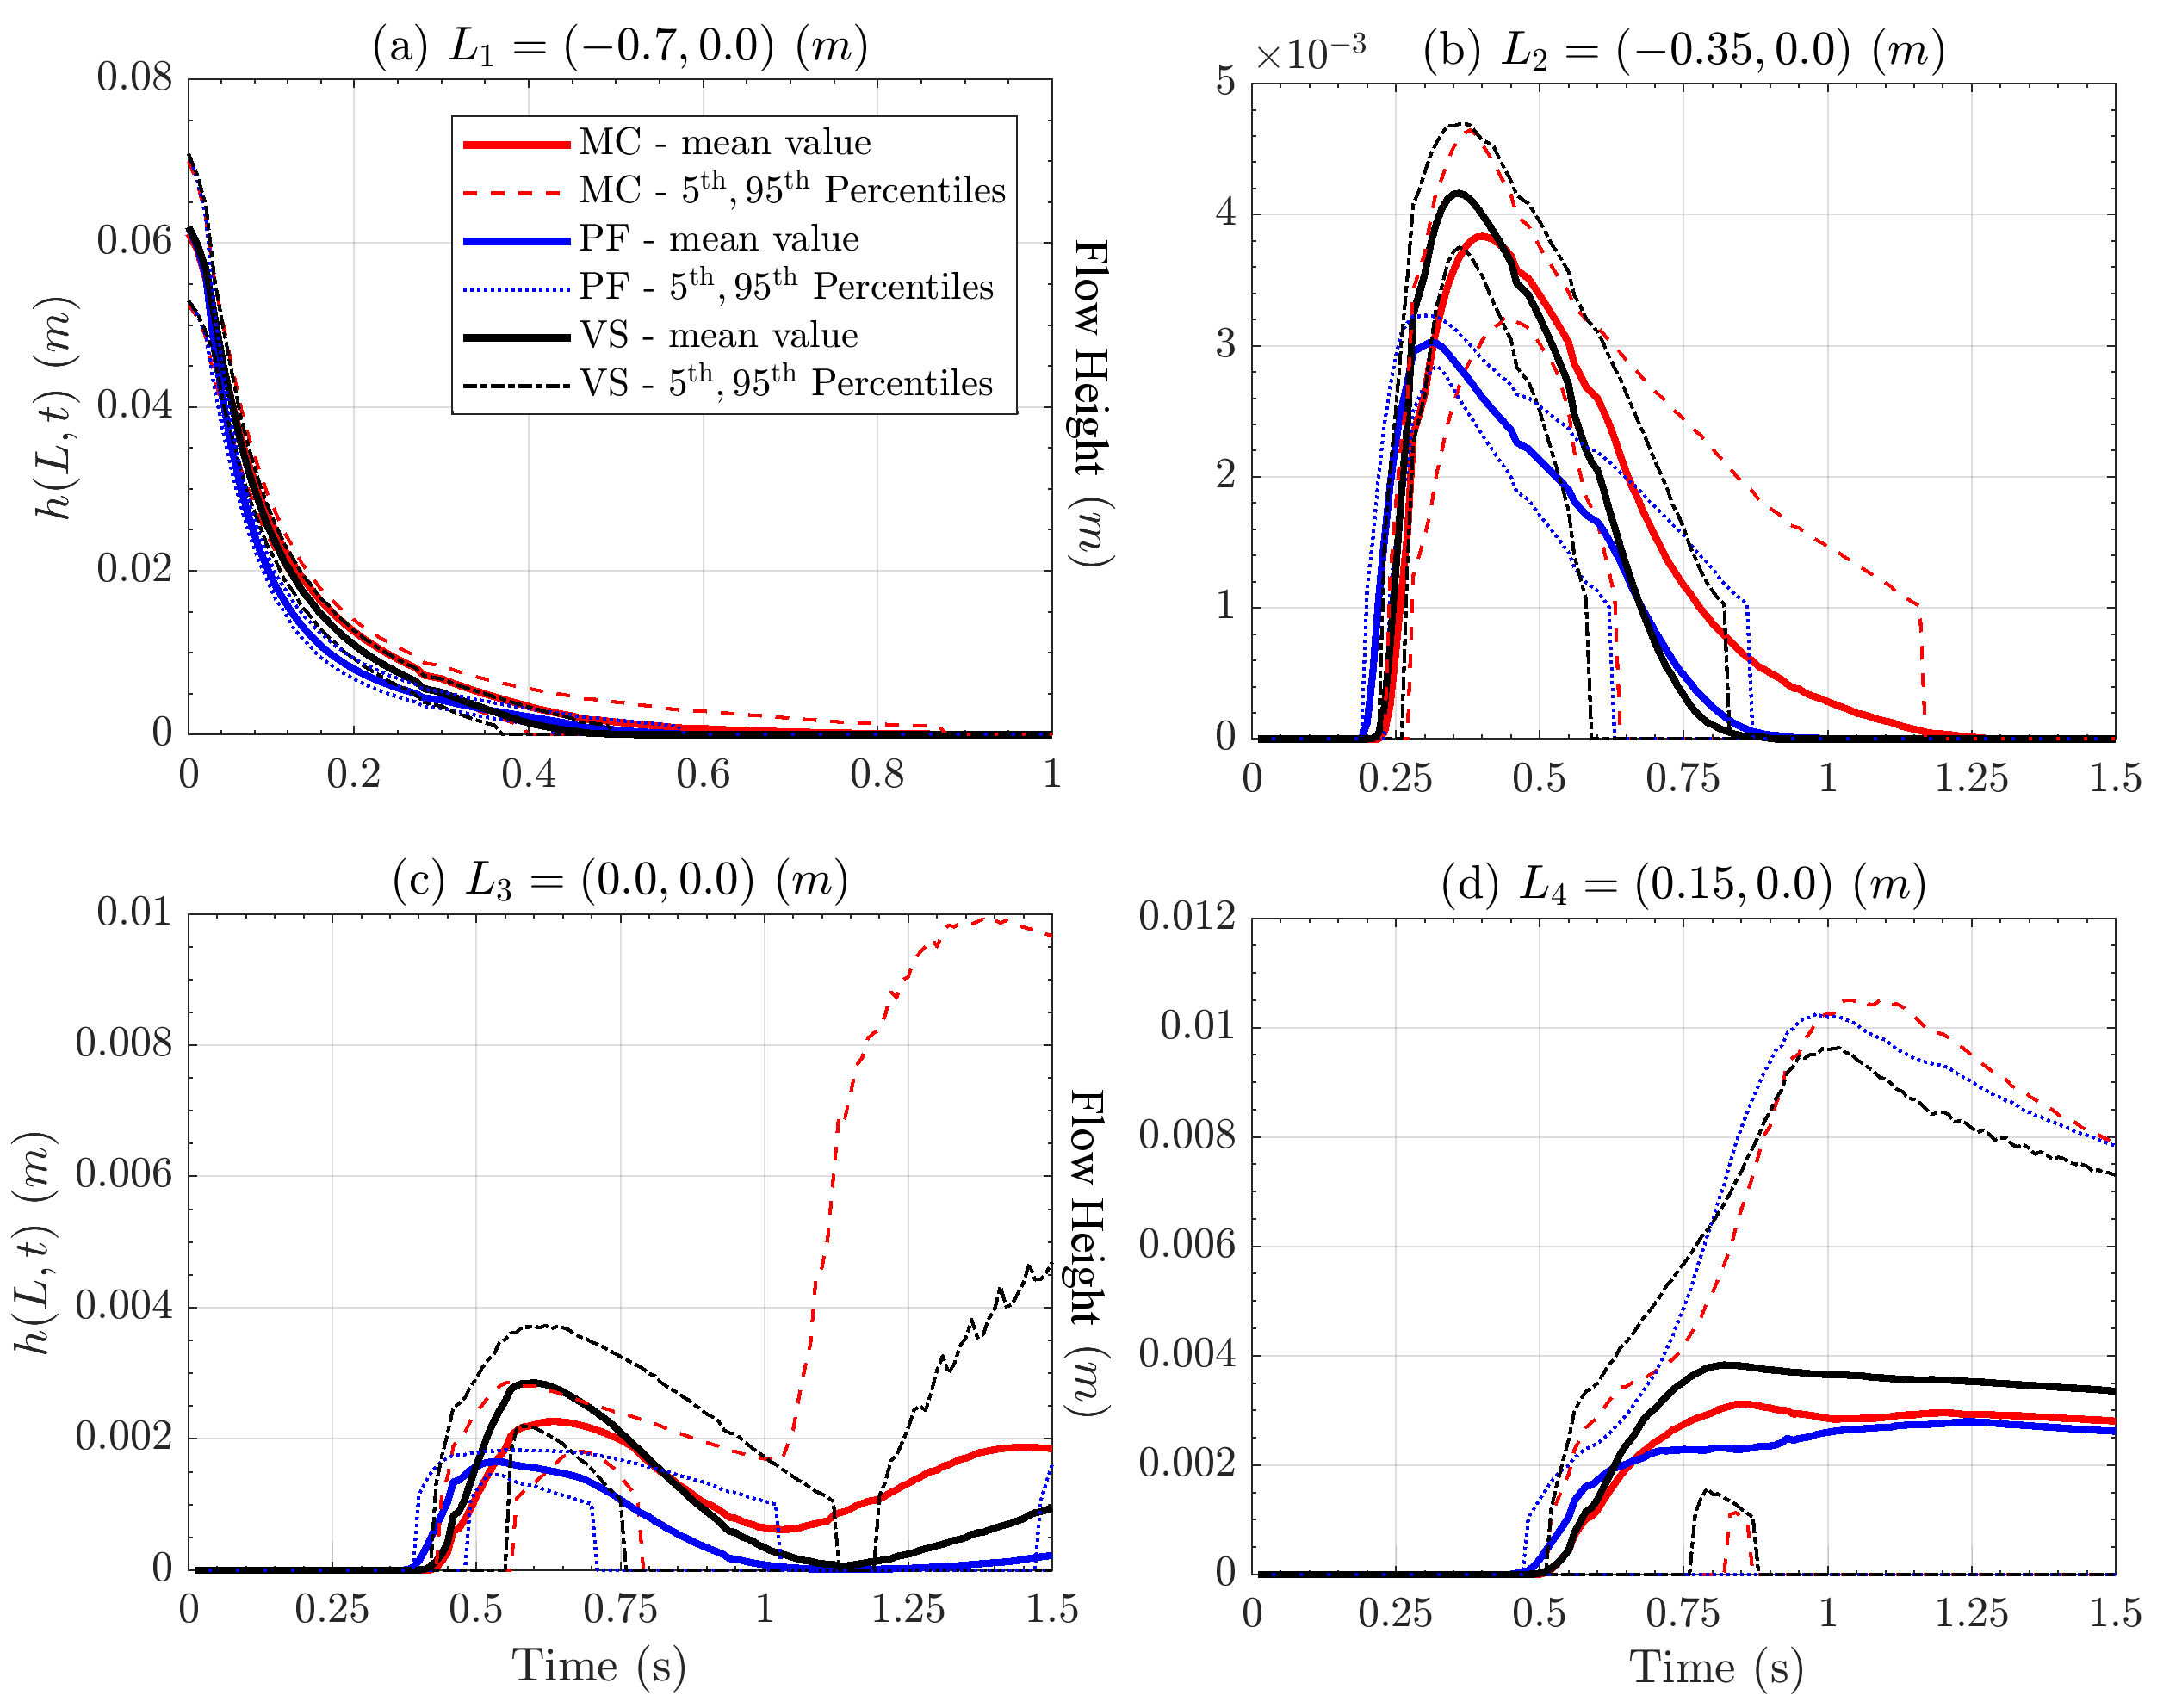 (a) L₁ = (−0.7, 0.0) (m)
0.08
0.06
0.04
0.02
0
h(L, t) (m)
MC - mean value
MC - 5ᵗʰ, 95ᵗʰ Percentiles
PF - mean value
PF - 5ᵗʰ, 95ᵗʰ Percentiles
VS - mean value
VS - 5ᵗʰ, 95ᵗʰ Percentiles
0 0.2 0.4 0.6 0.8 1
×10⁻³ (b) L₂ = (−0.35, 0.0) (m)
Flow Height (m)
5
4
3
2
1
0
0 0.25 0.5 0.75 1 1.25 1.5
(c) L₃ = (0.0, 0.0) (m)
0.01
0.008
0.006
0.004
0.002
0
h(L, t) (m)
0 0.25 0.5 0.75 1 1.25 1.5
Time (s)
(d) L₄ = (0.15, 0.0) (m)
Flow Height (m)
0.012
0.01
0.008
0.006
0.004
0.002
0
0 0.25 0.5 0.75 1 1.25 1.5
Time (s)